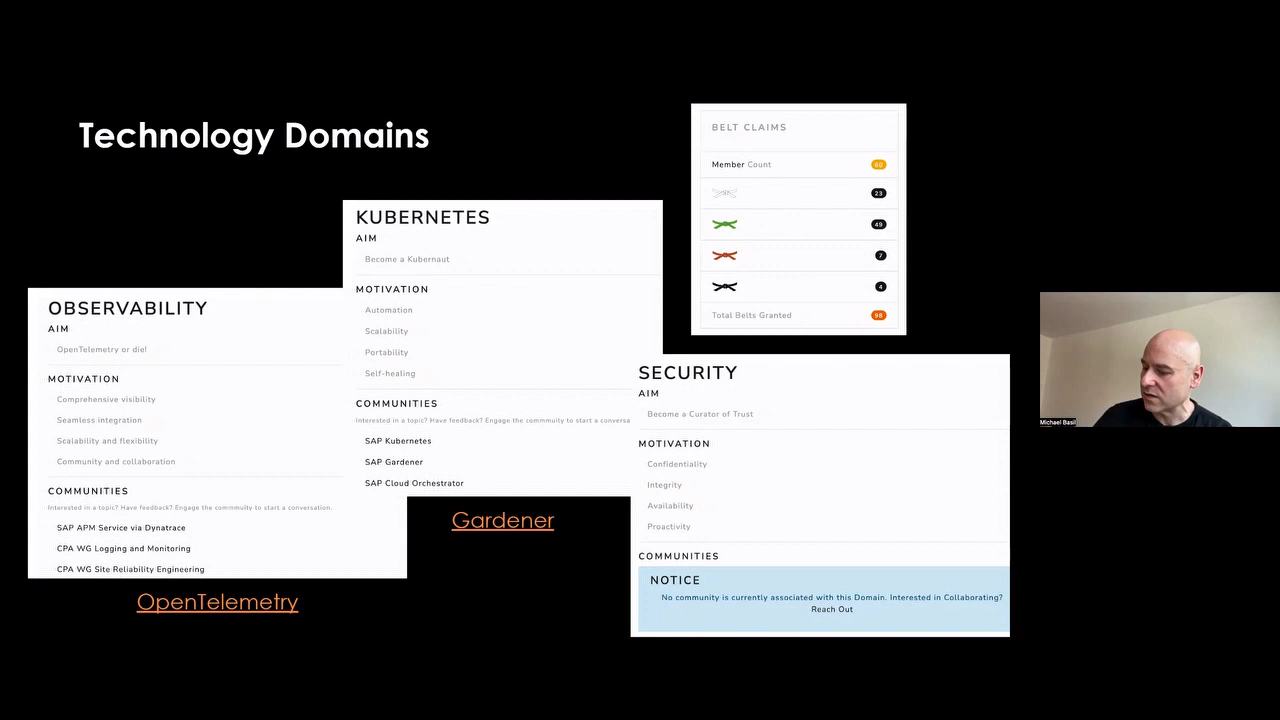 Technology Domains
BELT CLAIMS
Member Count 60
23
49
7
4
Total Belts Granted 98
KUBERNETES
AIM
Become a Kubernaut
MOTIVATION
Automation
Scalability
Portability
Self-healing
COMMUNITIES
Interested in a topic? Have feedback? Engage the commmuity to start a conversa
SAP Kubernetes
SAP Gardener
SAP Cloud Orchestrator
Gardener
OBSERVABILITY
AIM
OpenTelemetry or die!
MOTIVATION
Comprehensive visibility
Seamless integration
Scalability and flexibility
Community and collaboration
COMMUNITIES
Interested in a topic? Have feedback? Engage the commmuity to start a conversation.
SAP APM Service via Dynatrace
CPA WG Logging and Monitoring
CPA WG Site Reliability Engineering
OpenTelemetry
SECURITY
AIM
Become a Curator of Trust
MOTIVATION
Confidentiality
Integrity
Availability
Proactivity
COMMUNITIES
NOTICE
No community is currently associated with this Domain. Interested in Collaborating?
Reach Out
Michael Basil